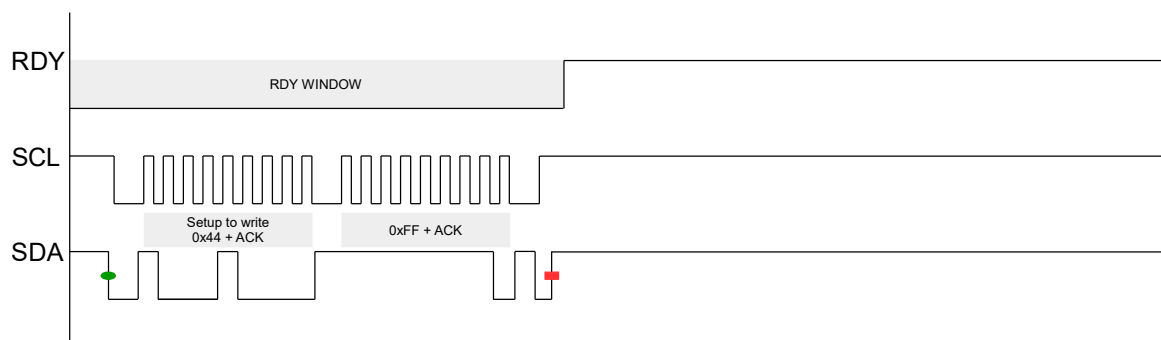 RDY
RDY WINDOW
SCL
Setup to write
0x44 + ACK
0xFF + ACK
SDA